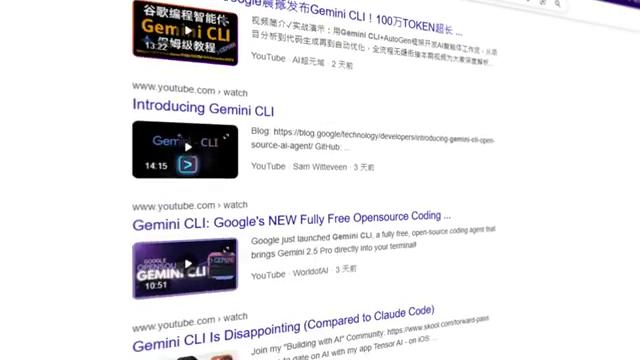 oogle震撼发布Gemini CLI！100万TOKEN超长 ...
谷歌编程智能体
Gemini CLI
保姆级教程
13:22
视频简介✓实战演示：用Gemini CLI+AutoGen框架开发AI智能体工作流，从项
目分析到代码生成再到自动优化，全流程无缝衔接本期视频为大家深度解析...
YouTube · AI超元域 · 2 天前
www.youtube.com › watch
Introducing Gemini CLI
Gemini CLI
14:15
Blog: https://blog.google/technology/developers/introducing-gemini-cli-open-
source-ai-agent/ GitHub, ...
YouTube · Sam Witteveen · 3 天前
www.youtube.com › watch
Gemini CLI: Google's NEW Fully Free Opensource Coding ...
GOOGLE
OPENSOU
GEMINI CLI
GEMINI
10:51
Google just launched Gemini CLI, a fully free, open-source coding agent that
brings Gemini 2.5 Pro directly into your terminal!
YouTube · WorldofAI · 3 天前
www.youtube.com › watch
Gemini CLI Is Disappointing (Compared to Claude Code)
Join my "Building with AI" Community: https://www.skool.com/forward-past
to date on AI with my app Tensor AI - on iOS: ...